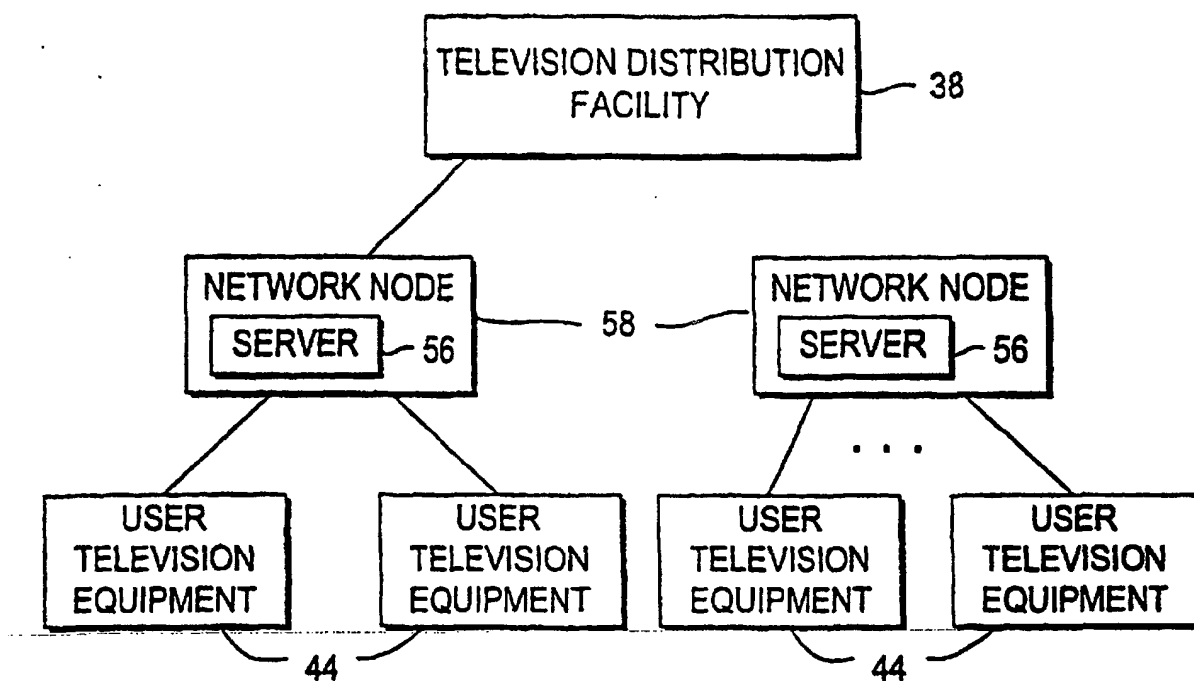 TELEVISION DISTRIBUTION
FACILITY
38
NETWORK NODE
SERVER
56
58
NETWORK NODE
SERVER
56
. . .
USER
TELEVISION
EQUIPMENT
USER
TELEVISION
EQUIPMENT
USER
TELEVISION
EQUIPMENT
USER
TELEVISION
EQUIPMENT
44
44